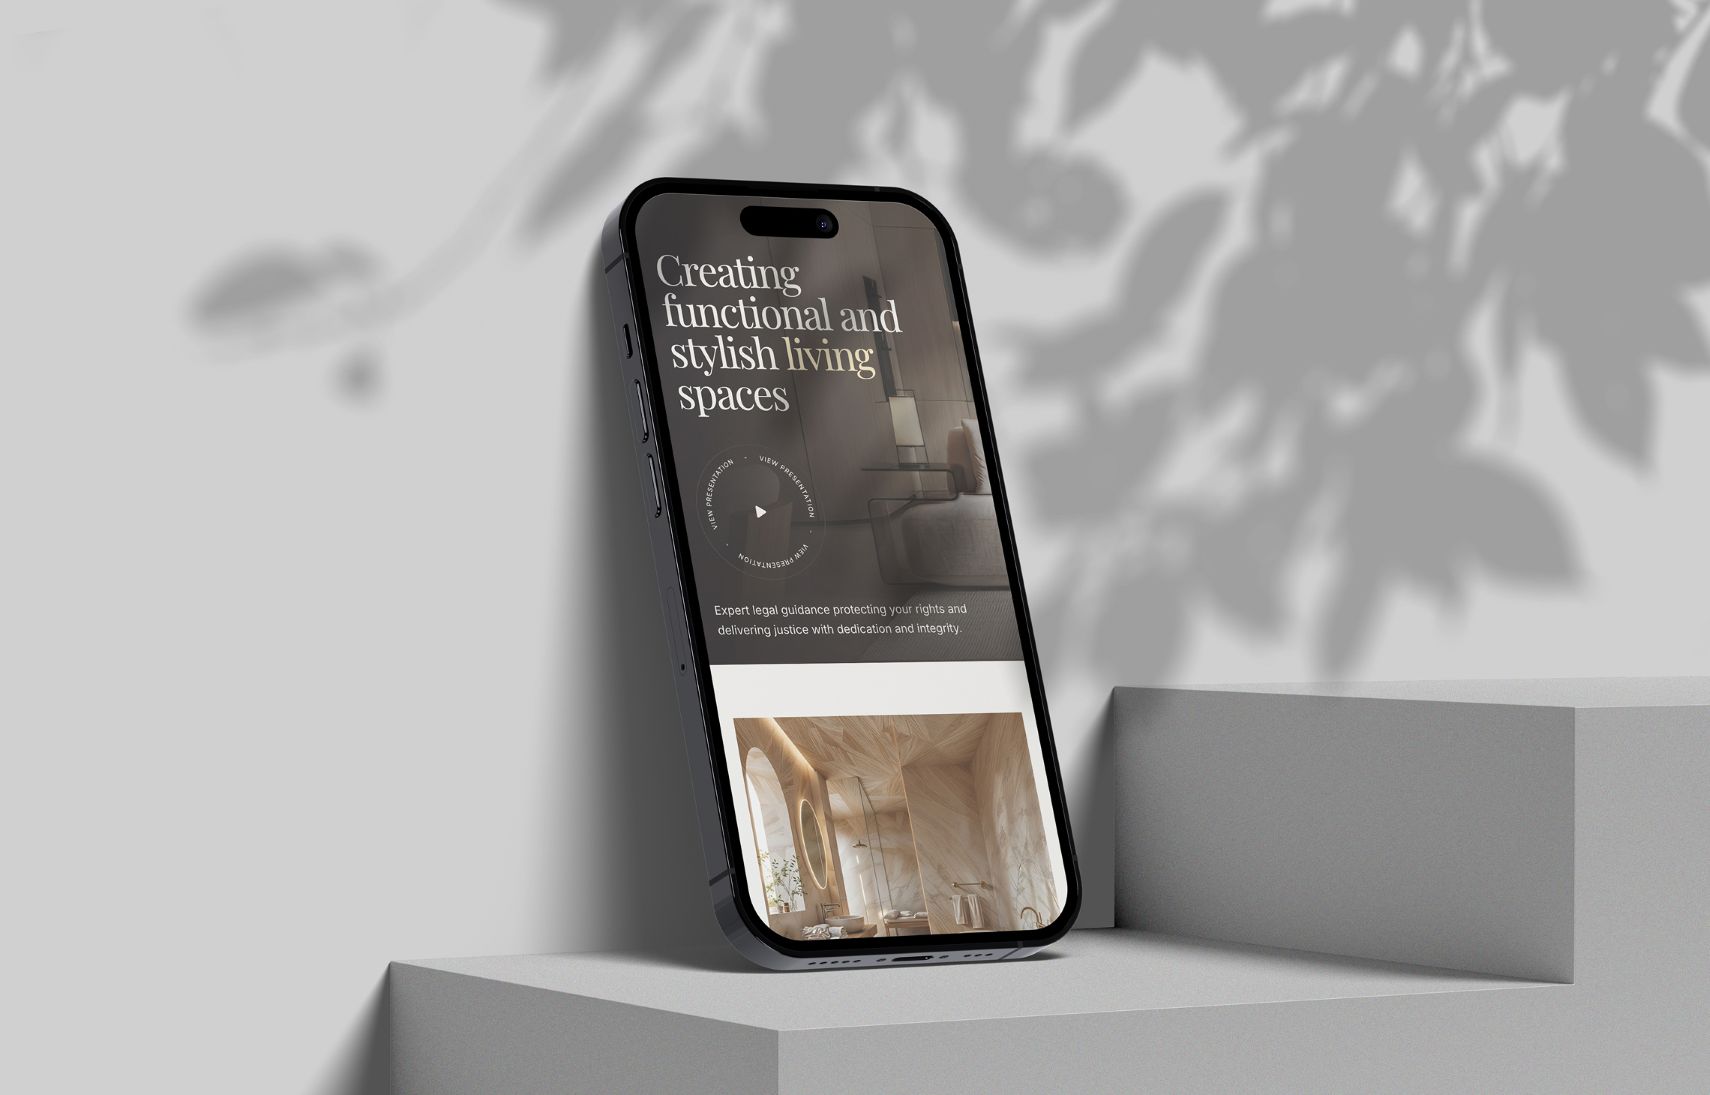 Creating
functional and
stylish living
spaces
VIEW PRESENTATION - VIEW PRESENTATION - VIEW PRESENTATION -
Expert legal guidance protecting your rights and
delivering justice with dedication and integrity.